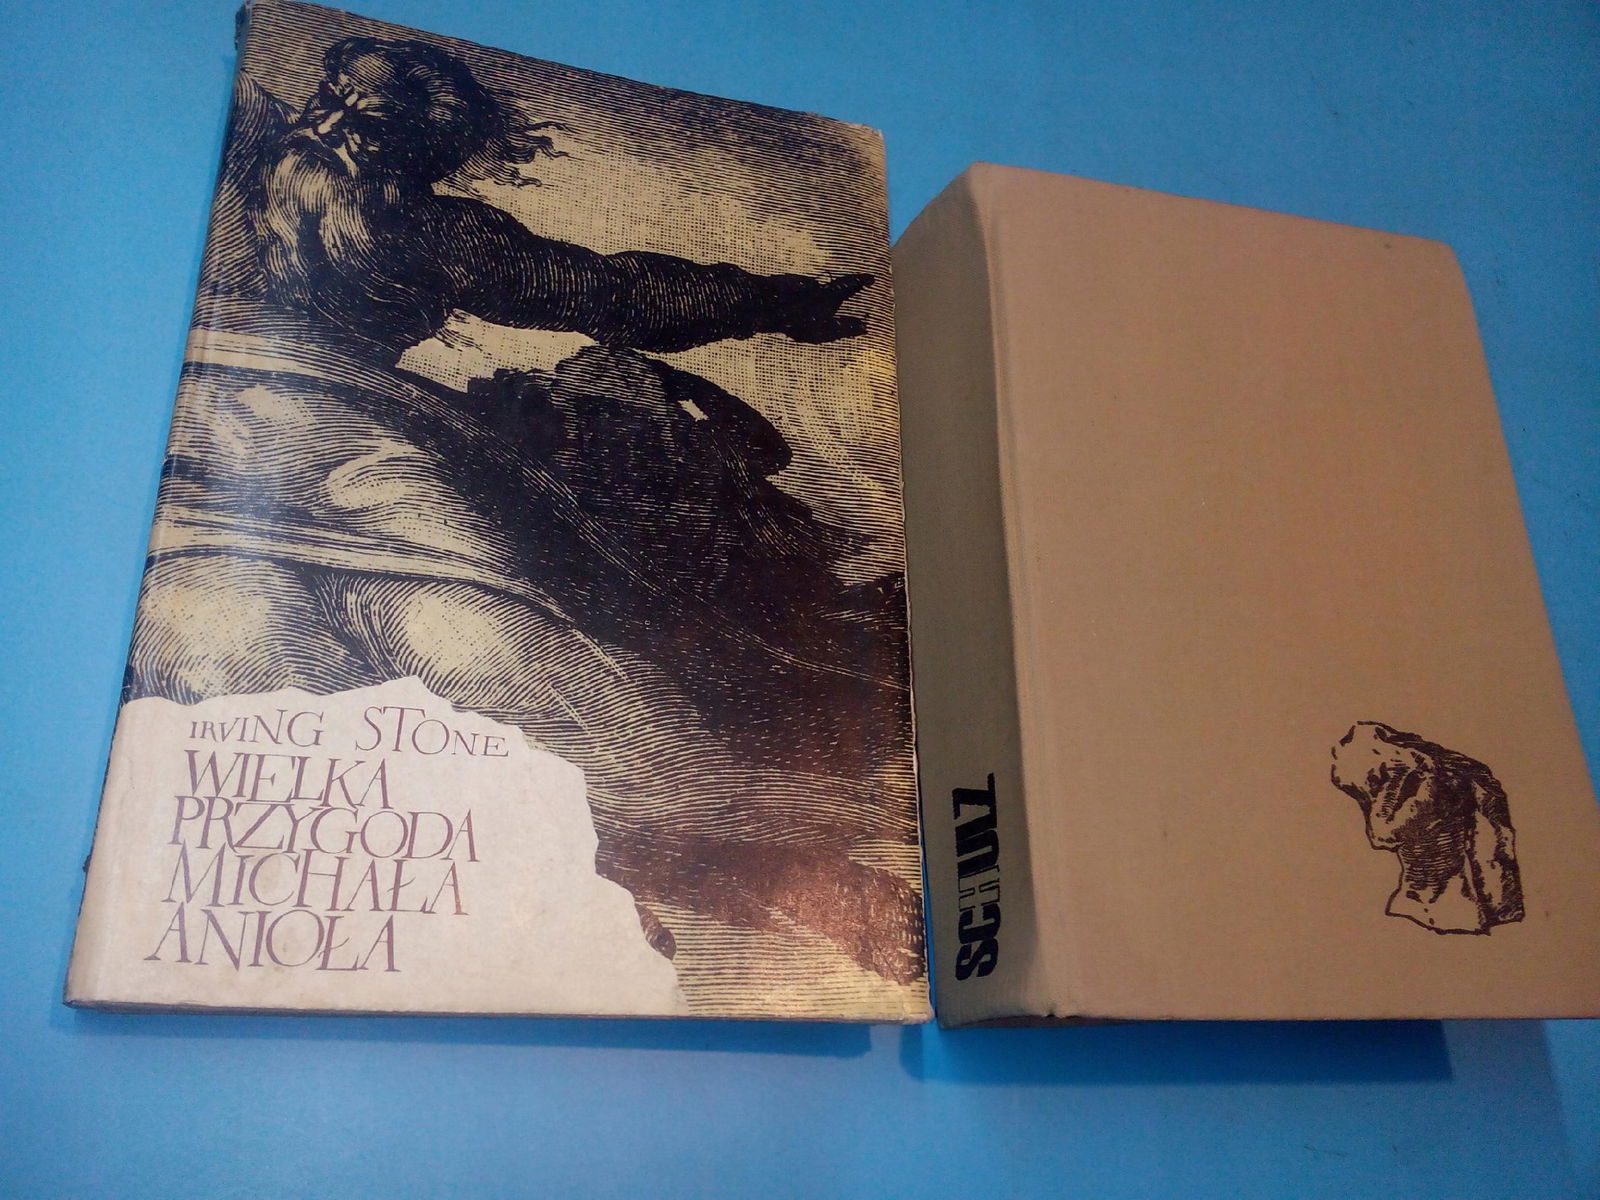 IRVING STONE
WIELKA
PRZYGODA
MICHAŁA
ANIOŁA
SCHULZ